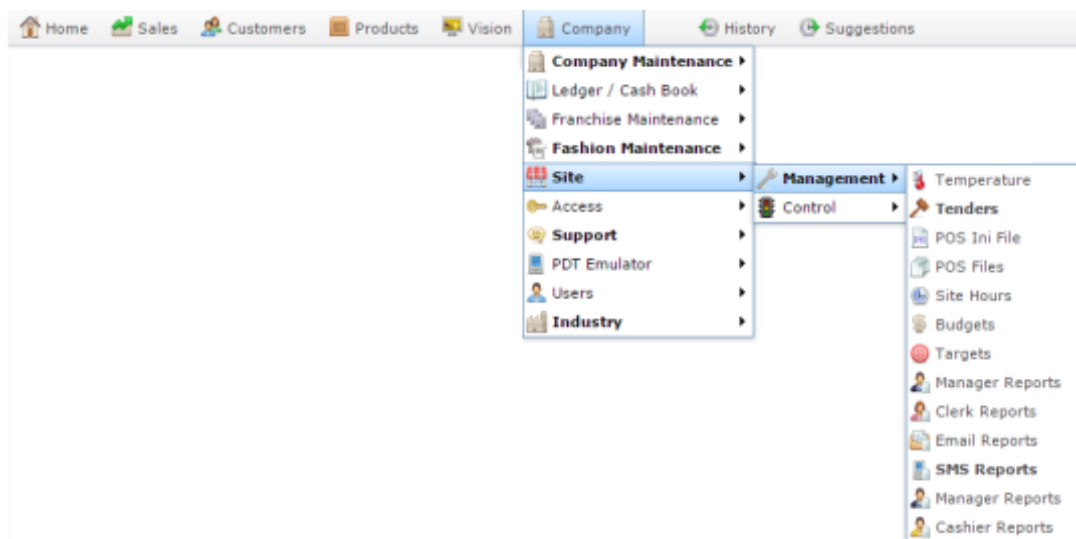 Home Sales Customers Products Vision Company History Suggestions
Company Maintenance
Ledger / Cash Book
Franchise Maintenance
Fashion Maintenance
Site
Access
Support
PDT Emulator
Users
Industry
Management
Control
Temperature
Tenders
POS Ini File
POS Files
Site Hours
Budgets
Targets
Manager Reports
Clerk Reports
Email Reports
SMS Reports
Manager Reports
Cashier Reports